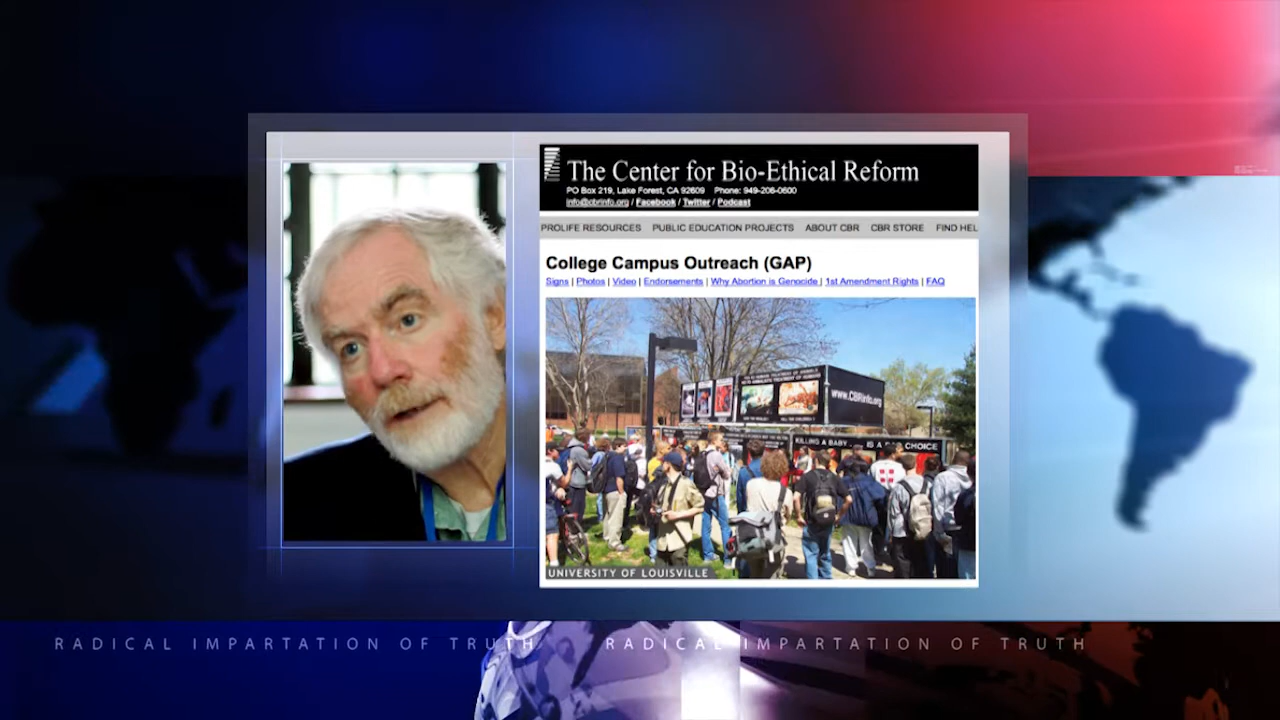 The Center for Bio-Ethical Reform
PO Box 219, Lake Forest, CA 92609 Phone: 949-206-0600
info@cbrinfo.org / Facebook / Twitter / Podcast
PROLIFE RESOURCES PUBLIC EDUCATION PROJECTS ABOUT CBR CBR STORE FIND HEL
College Campus Outreach (GAP)
Signs | Photos | Video | Endorsements | Why Abortion is Genocide | 1st Amendment Rights | FAQ
www.CBRinfo.org
KILLING A BABY IS A BAD CHOICE
UNIVERSITY OF LOUISVILLE
RADICAL IMPARTATION OF TRUTH RADICAL IMPARTATION OF TRUTH